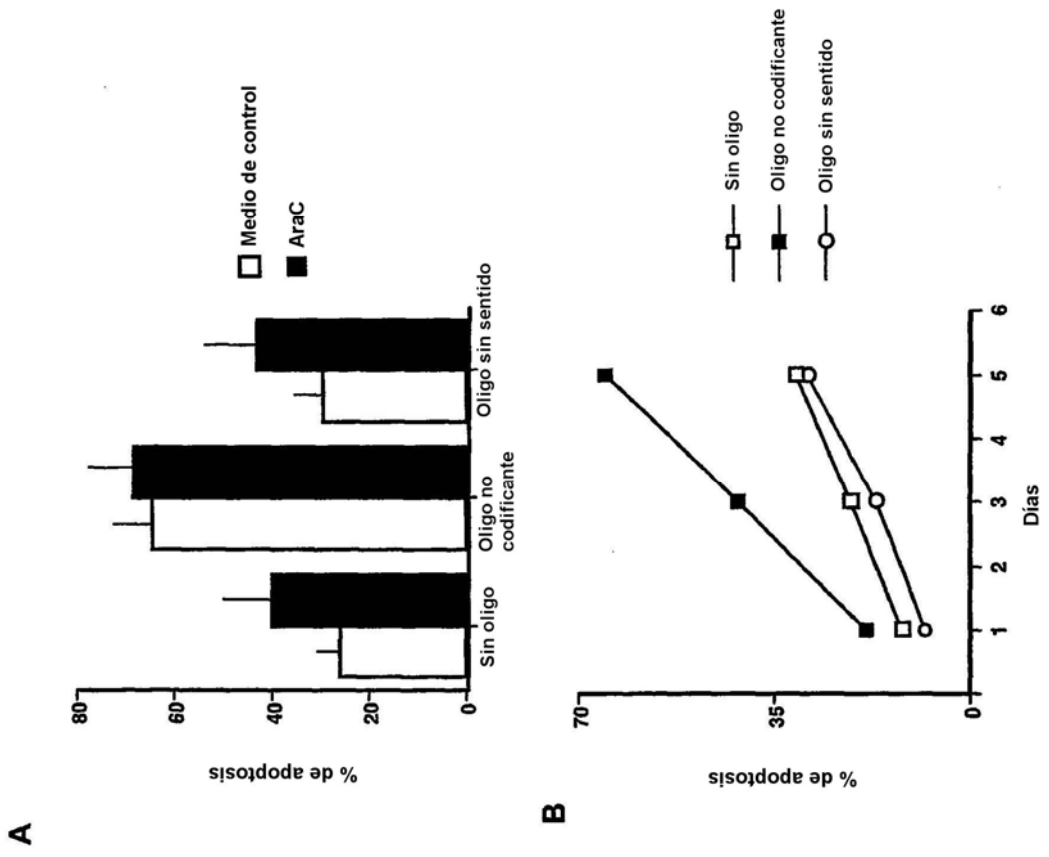 A
% de apoptosis
80
60
40
20
0
Sin oligo
Oligo no
codificante
Oligo sin sentido
Medio de control
AraC
B
% de apoptosis
70
35
0
1
2
3
4
5
6
Días
Sin oligo
Oligo no codificante
Oligo sin sentido